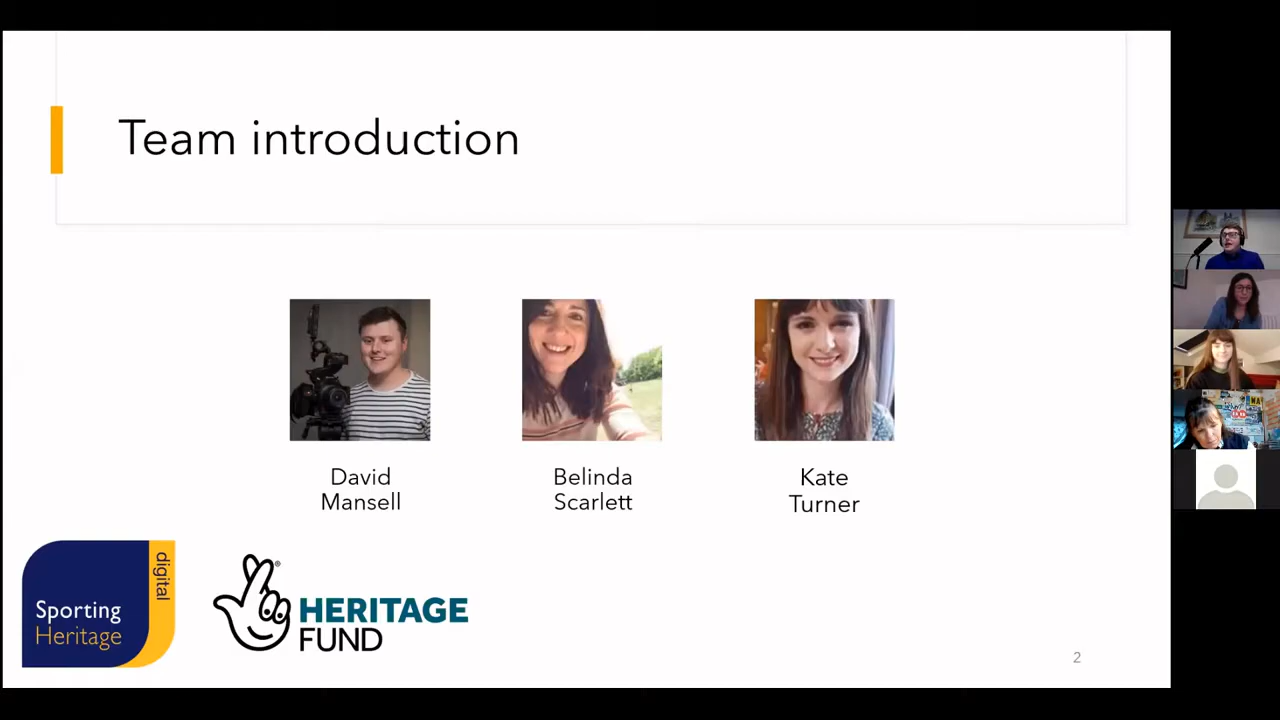 Team introduction
David
Mansell
Belinda
Scarlett
Kate
Turner
digital
Sporting
Heritage
®
HERITAGE
FUND
2